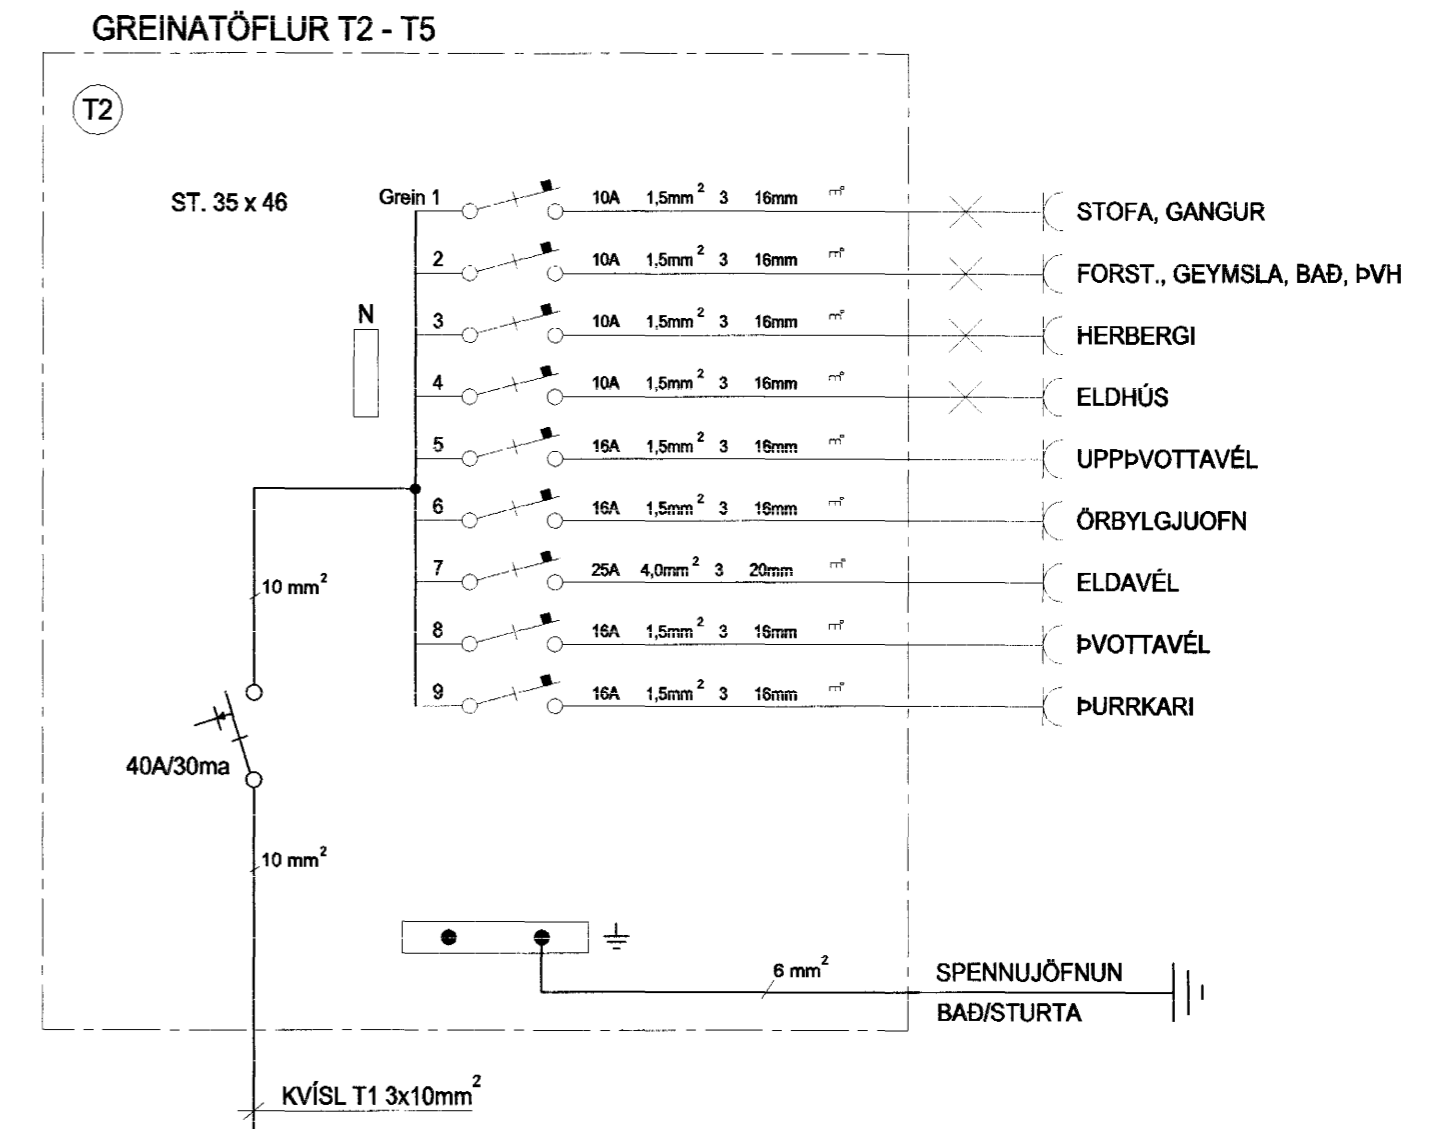 GREINATÖFLUR T2 - T5
T2
ST. 35 x 46
Grein 1 10A 1,5mm² 3 16mm STOFA, GANGUR
2 10A 1,5mm² 3 16mm FORST., GEYMSLA, BAÐ, ÞVH
3 10A 1,5mm² 3 16mm HERBERGI
N
4 10A 1,5mm² 3 16mm ELDHÚS
5 16A 1,5mm² 3 16mm UPPÞVOTTAVÉL
6 16A 1,5mm² 3 16mm ÖRBYLGJUOFN
7 25A 4,0mm² 3 20mm ELDAVÉL
10 mm²
8 16A 1,5mm² 3 16mm ÞVOTTAVÉL
9 16A 1,5mm² 3 16mm ÞURRKARI
40A/30ma
10 mm²
6 mm²
SPENNUJÖFNUN
BAÐ/STURTA
KVÍSL T1 3x10mm²